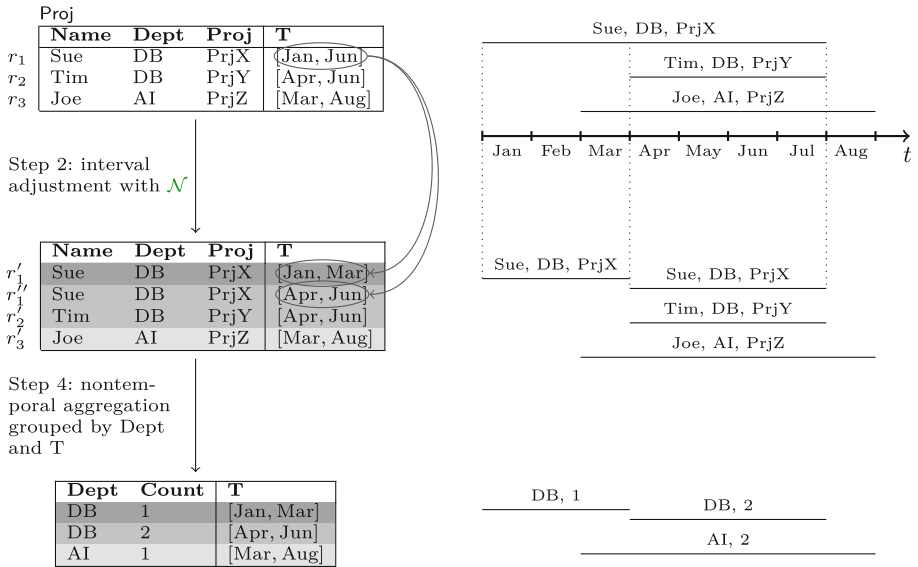 Proj
Name Dept Proj T
r₁ Sue DB PrjX [Jan, Jun]
r₂ Tim DB PrjY [Apr, Jun]
r₃ Joe AI PrjZ [Mar, Aug]
Step 2: interval
adjustment with 𝒩
Name Dept Proj T
r₁′ Sue DB PrjX [Jan, Mar]
r₁″ Sue DB PrjX [Apr, Jun]
r₂′ Tim DB PrjY [Apr, Jun]
r₃′ Joe AI PrjZ [Mar, Aug]
Step 4: nontem-
poral aggregation
grouped by Dept
and T
Dept Count T
DB 1 [Jan, Mar]
DB 2 [Apr, Jun]
AI 1 [Mar, Aug]
Sue, DB, PrjX
Tim, DB, PrjY
Joe, AI, PrjZ
Jan Feb Mar Apr May Jun Jul Aug t
Sue, DB, PrjX
Sue, DB, PrjX
Tim, DB, PrjY
Joe, AI, PrjZ
DB, 1
DB, 2
AI, 2